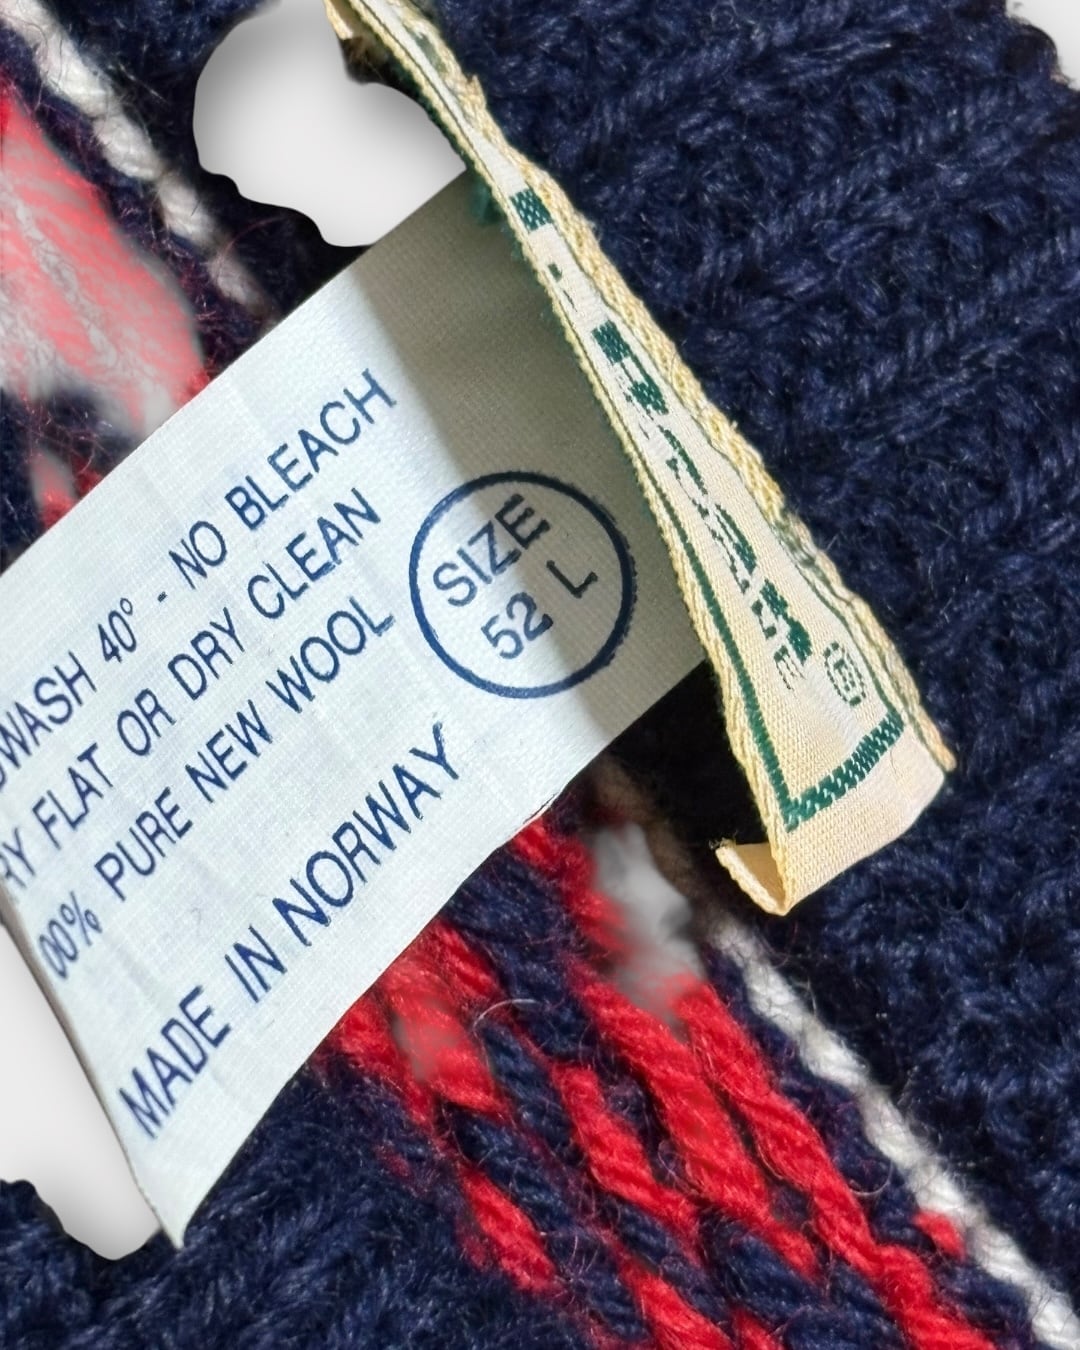 WASH 40° - NO BLEACH
RY FLAT OR DRY CLEAN
00% PURE NEW WOOL
MADE IN NORWAY
SIZE
52 L